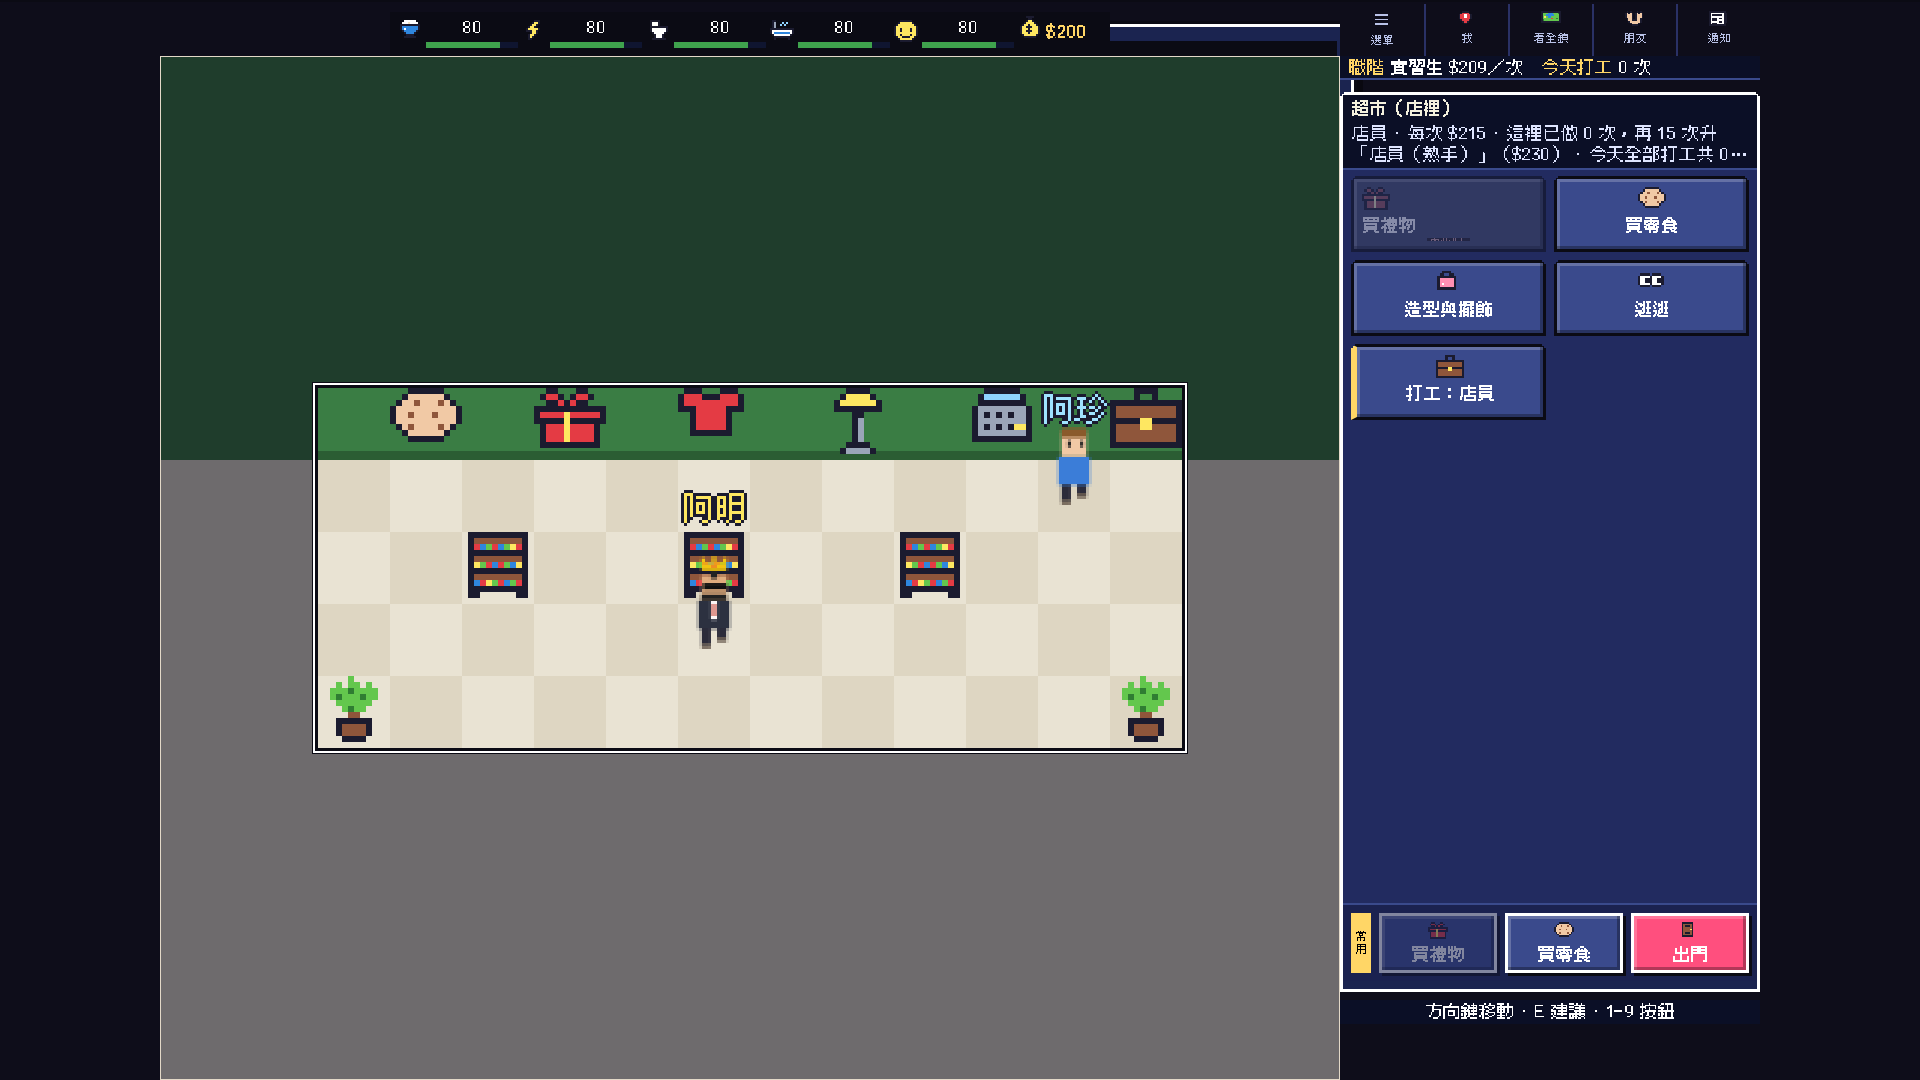 80 80 80 80 80 $200
選單 我 看全鎮 朋友 通知
職階 實習生 $209／次 今天打工 0 次
超市（店裡）
店員 · 每次 $215 · 這裡已做 0 次，再 15 次升
「店員（熟手）」（$230） · 今天全部打工共 0…
買禮物 買零食
造型與擺飾 逛逛
打工：店員
阿珍
阿明
常用 買禮物 買零食 出門
方向鍵移動 · E 建議 · 1-9 按鈕